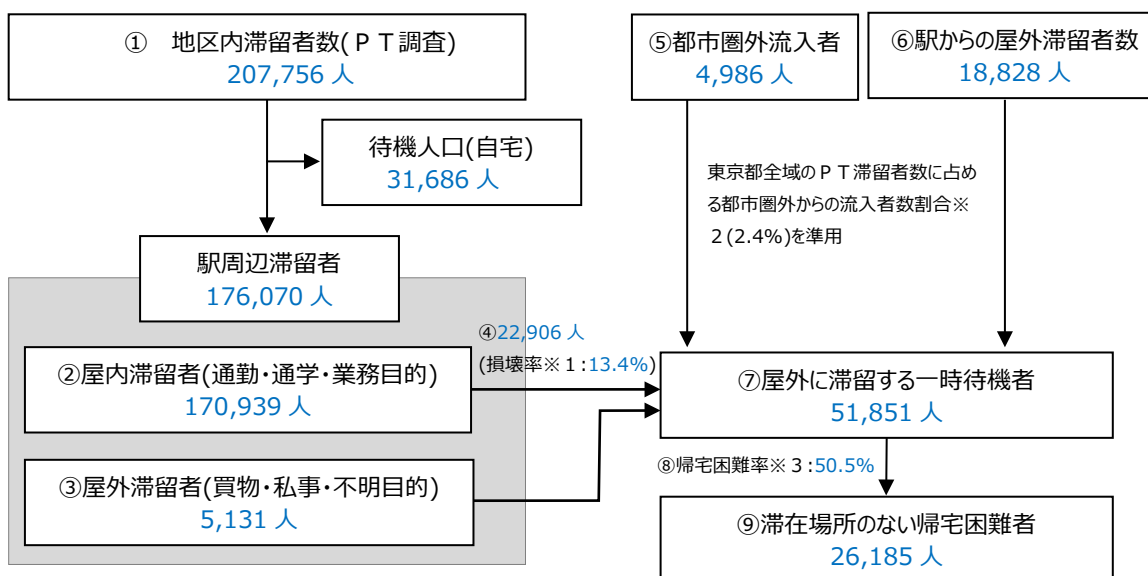 ① 地区内滞留者数(ＰＴ調査)
207,756 人
⑤都市圏外流入者
4,986 人
⑥駅からの屋外滞留者数
18,828 人
待機人口(自宅)
31,686 人
東京都全域のＰＴ滞留者数に占め
る都市圏外からの流入者数割合※
２(2.4%)を準用
駅周辺滞留者
176,070 人
④22,906 人
(損壊率※１:13.4%)
②屋内滞留者(通勤・通学・業務目的)
170,939 人
⑦屋外に滞留する一時待機者
51,851 人
⑧帰宅困難率※３:50.5%
③屋外滞留者(買物・私事・不明目的)
5,131 人
⑨滞在場所のない帰宅困難者
26,185 人